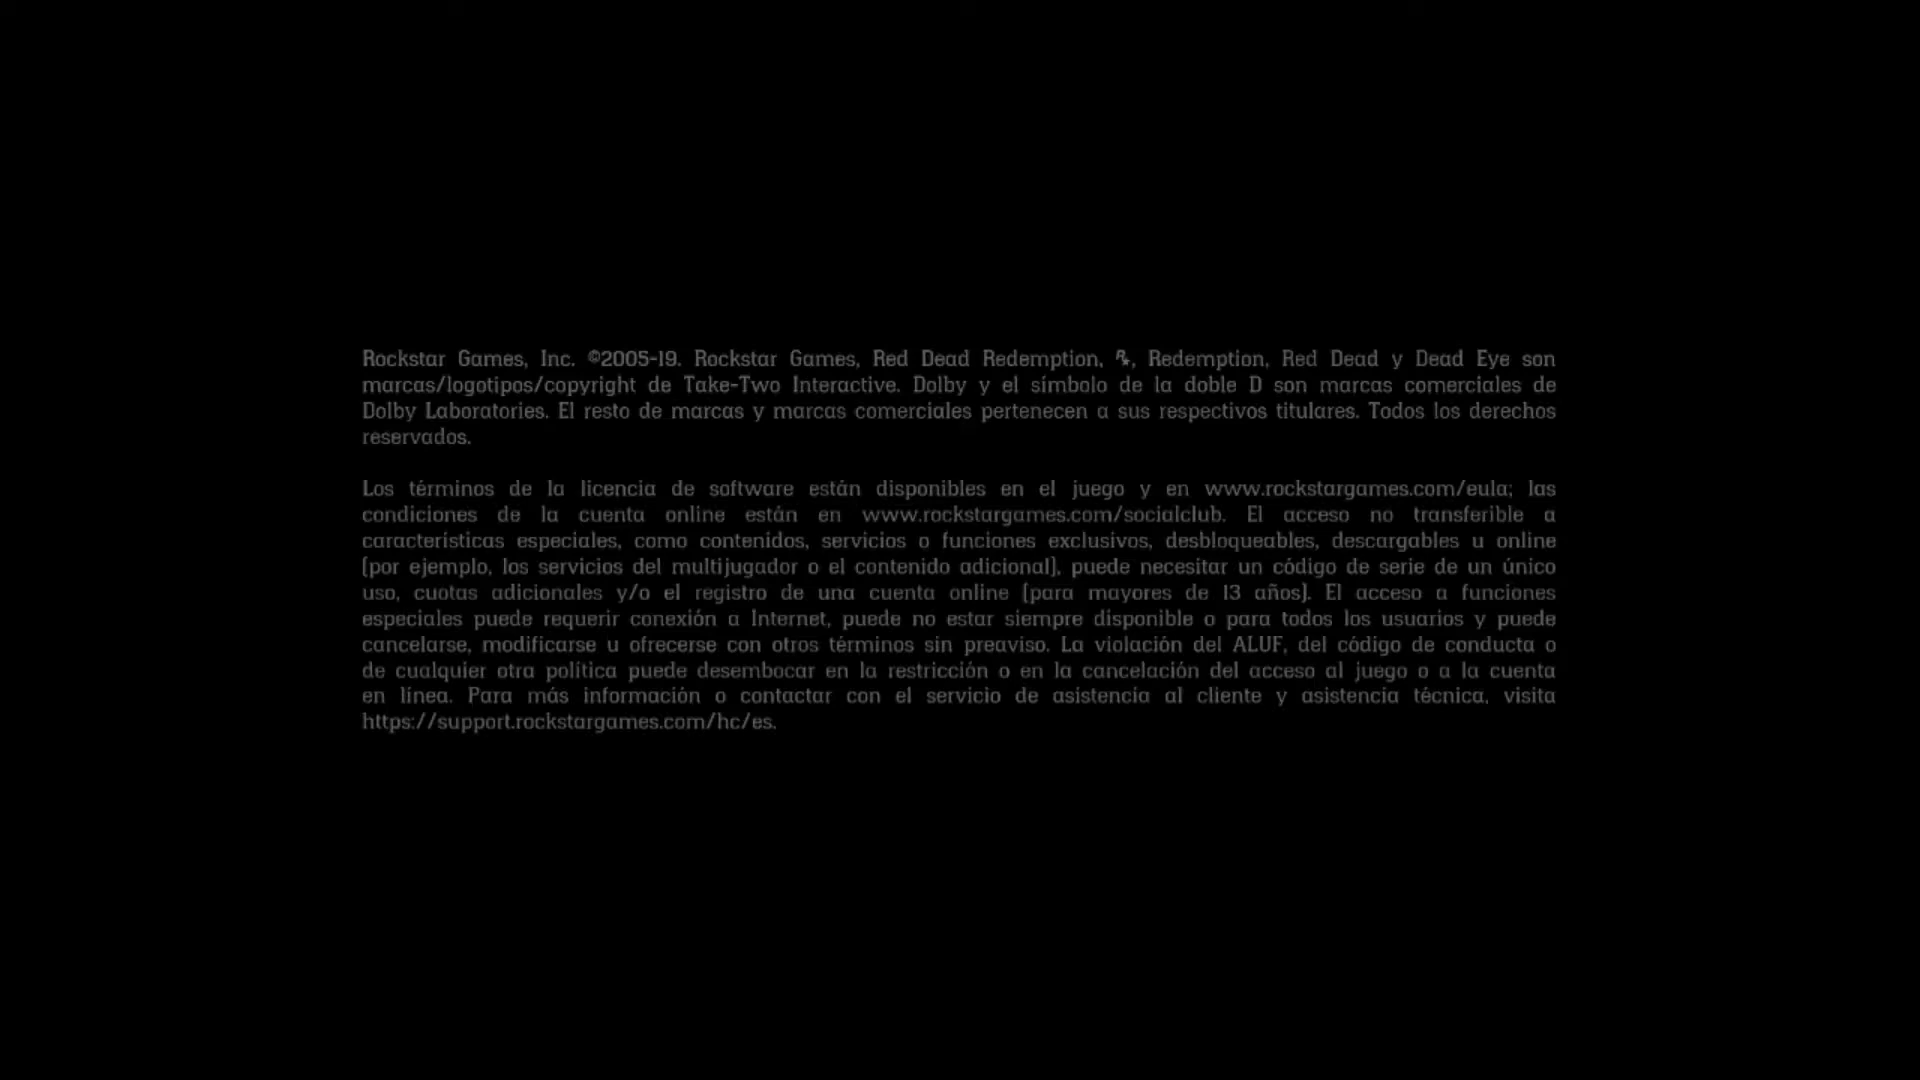 Rockstar Games, Inc. ©2005-19. Rockstar Games, Red Dead Redemption, R*, Redemption, Red Dead y Dead Eye son
marcas/logotipos/copyright de Take-Two Interactive. Dolby y el símbolo de la doble D son marcas comerciales de
Dolby Laboratories. El resto de marcas y marcas comerciales pertenecen a sus respectivos titulares. Todos los derechos
reservados.
Los términos de la licencia de software están disponibles en el juego y en www.rockstargames.com/eula; las
condiciones de la cuenta online están en www.rockstargames.com/socialclub. El acceso no transferible a
características especiales, como contenidos, servicios o funciones exclusivos, desbloqueables, descargables u online
(por ejemplo, los servicios del multijugador o el contenido adicional), puede necesitar un código de serie de un único
uso, cuotas adicionales y/o el registro de una cuenta online (para mayores de 13 años). El acceso a funciones
especiales puede requerir conexión a Internet, puede no estar siempre disponible o para todos los usuarios y puede
cancelarse, modificarse u ofrecerse con otros términos sin preaviso. La violación del ALUF, del código de conducta o
de cualquier otra política puede desembocar en la restricción o en la cancelación del acceso al juego o a la cuenta
en línea. Para más información o contactar con el servicio de asistencia al cliente y asistencia técnica, visita
https://support.rockstargames.com/hc/es.